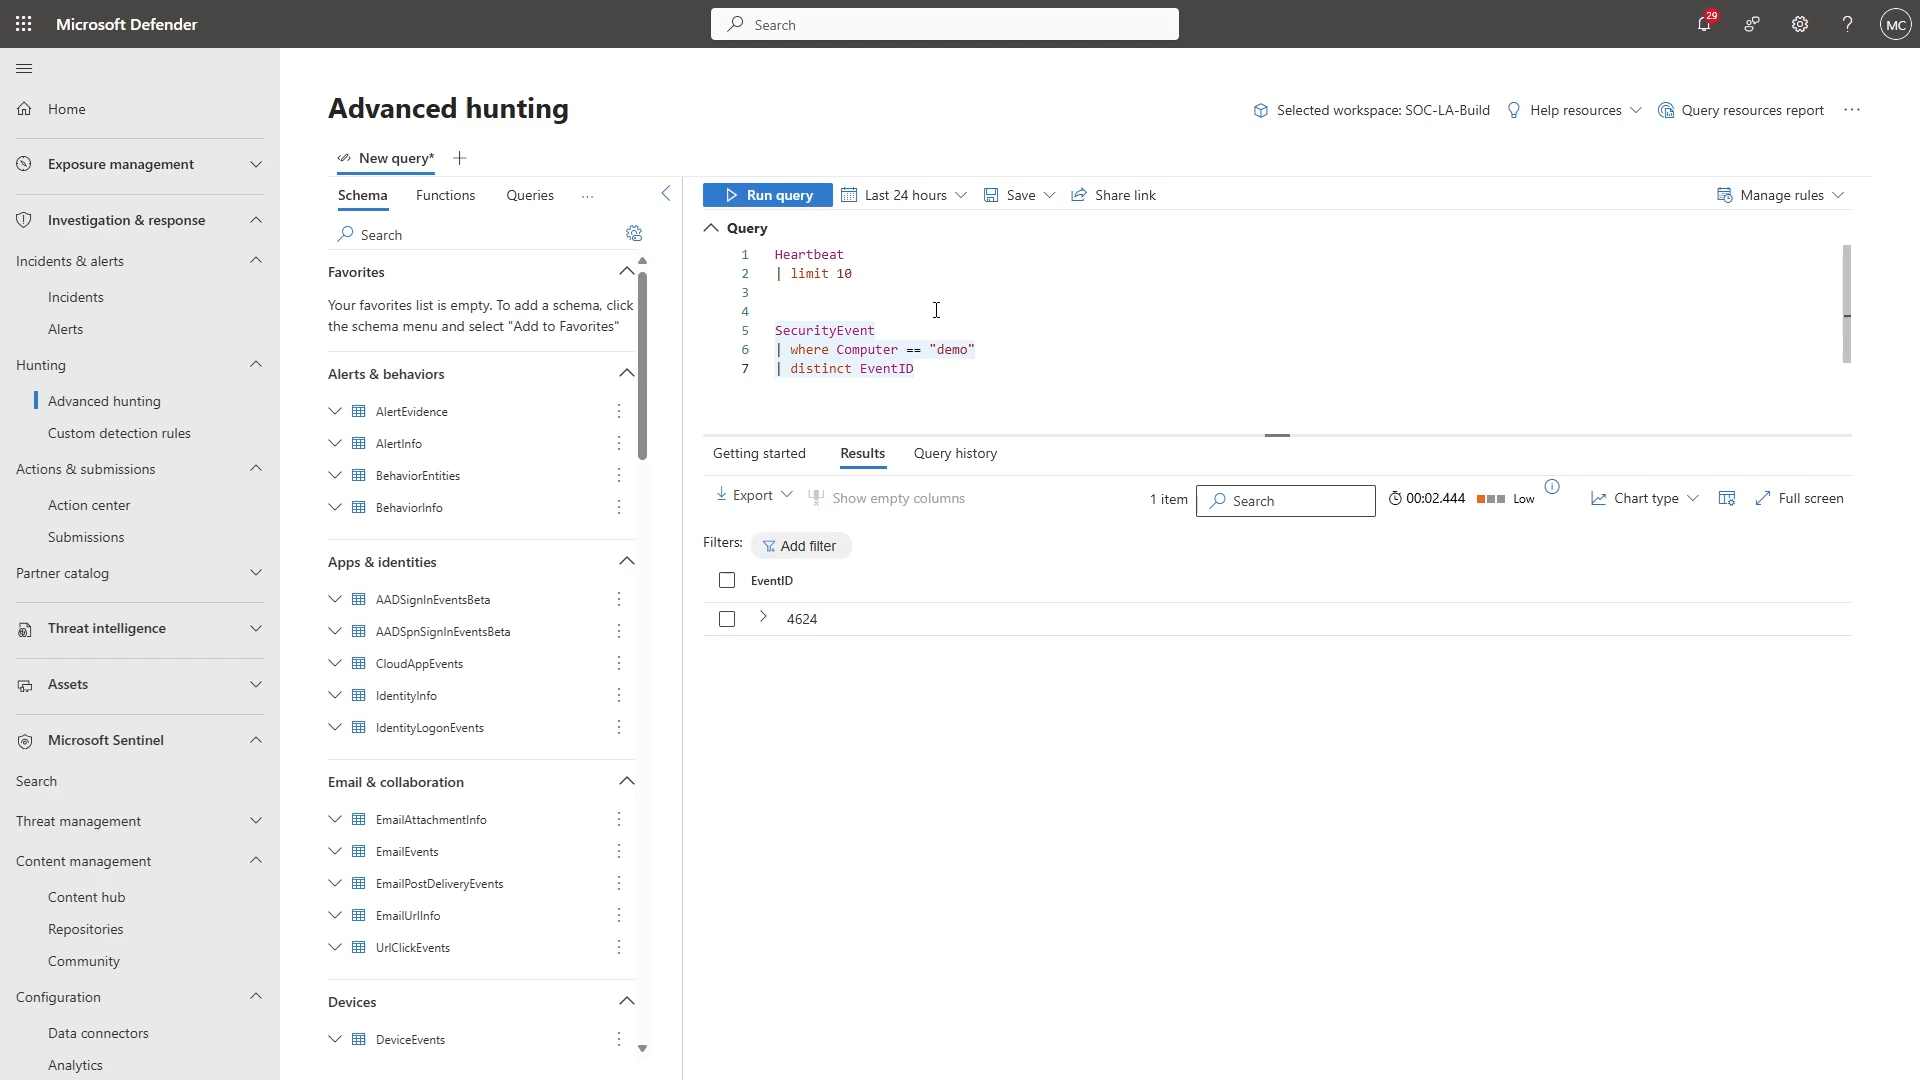 Microsoft Defender
Search
29
MC
Home
Exposure management
Investigation & response
Incidents & alerts
Incidents
Alerts
Hunting
Advanced hunting
Custom detection rules
Actions & submissions
Action center
Submissions
Partner catalog
Threat intelligence
Assets
Microsoft Sentinel
Search
Threat management
Content management
Content hub
Repositories
Community
Configuration
Data connectors
Analytics
Advanced hunting
Selected workspace: SOC-LA-Build
Help resources
Query resources report
New query*
Schema
Functions
Queries
Search
Favorites
Your favorites list is empty. To add a schema, click
the schema menu and select "Add to Favorites"
Alerts & behaviors
AlertEvidence
AlertInfo
BehaviorEntities
BehaviorInfo
Apps & identities
AADSignInEventsBeta
AADSpnSignInEventsBeta
CloudAppEvents
IdentityInfo
IdentityLogonEvents
Email & collaboration
EmailAttachmentInfo
EmailEvents
EmailPostDeliveryEvents
EmailUrlInfo
UrlClickEvents
Devices
DeviceEvents
Run query
Last 24 hours
Save
Share link
Manage rules
Query
1 Heartbeat
2 | limit 10
3
4
5 SecurityEvent
6 | where Computer == "demo"
7 | distinct EventID
Getting started
Results
Query history
Export
Show empty columns
1 item
Search
00:02.444
Low
Chart type
Full screen
Filters:
Add filter
EventID
4624